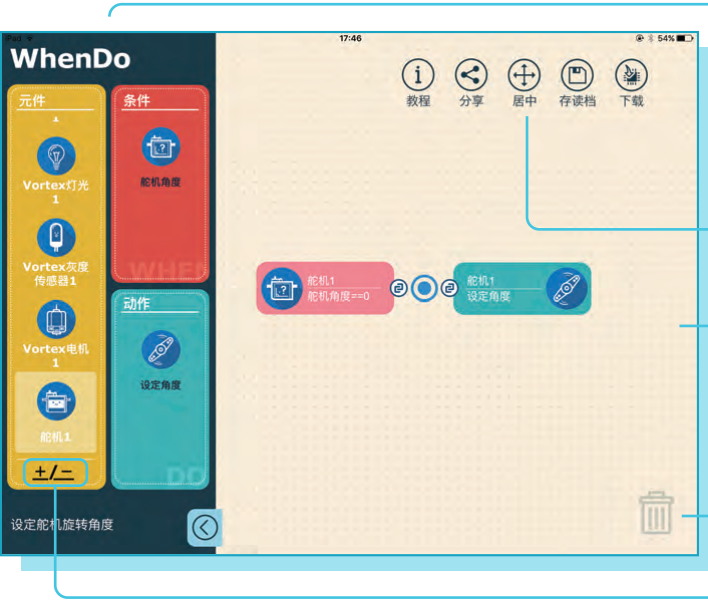 iPad
17:46
54%
WhenDo
元件
1
Vortex灯光
1
Vortex灰度
传感器1
Vortex电机
1
舵机1
+/-
条件
舵机角度
WHEN
动作
设定角度
DO
设定舵机旋转角度
教程
分享
居中
存读档
下载
舵机1
舵机角度==0
舵机1
设定角度